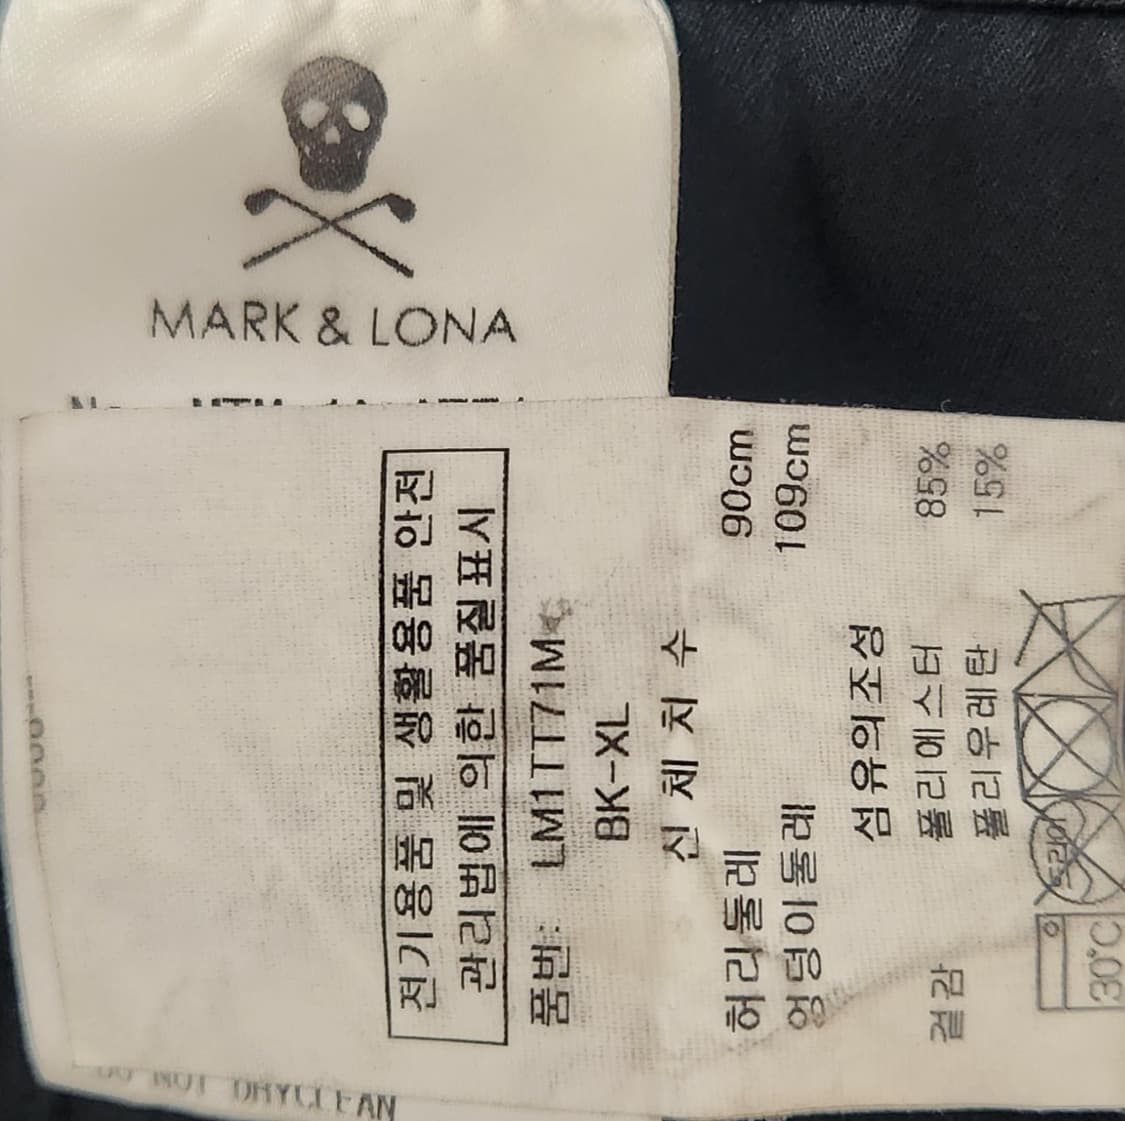 MARK & LONA
전기용품 및 생활용품 안전
관리법에 의한 품질표시
품번: LM1TT71M
BK-XL
신 체 치 수
허리둘레 90cm
엉덩이둘레 109cm
섬유의조성
겉감 폴리에스터 85%
폴리우레탄 15%
30°C 드라이
DO NOT DRYCLEAN